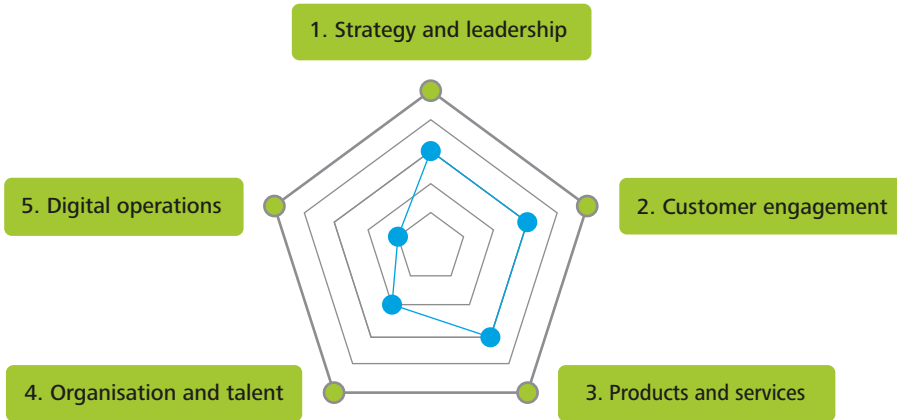 1. Strategy and leadership
5. Digital operations
2. Customer engagement
4. Organisation and talent
3. Products and services